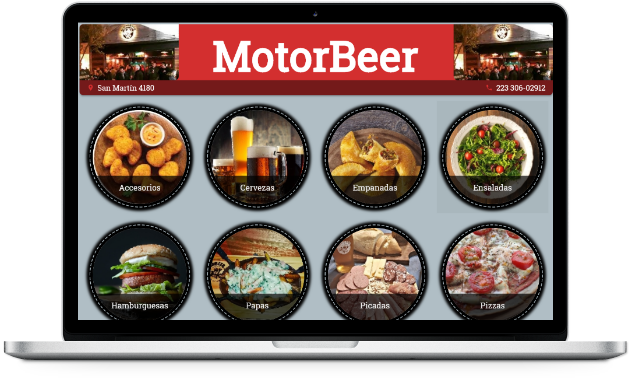 MotorBeer
San Martín 4180
223 306-02912
Accesorios
Cervezas
Empanadas
Ensaladas
Hamburguesas
Papas
Picadas
Pizzas